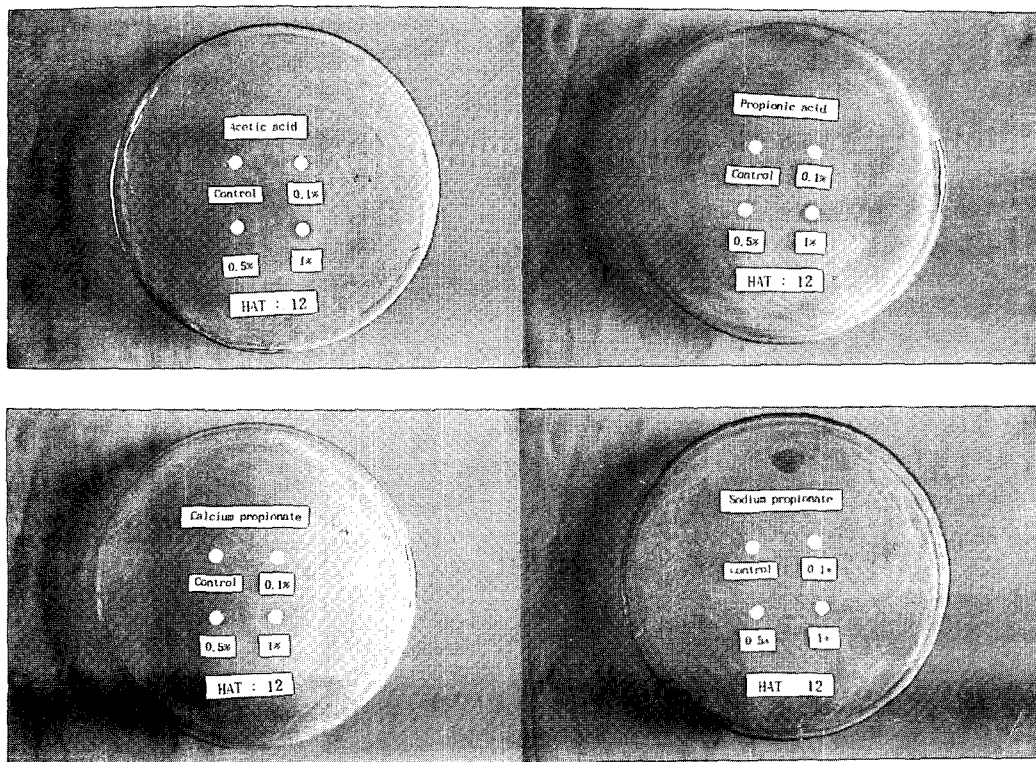 Acetic acid
Control 0.1%
0.5% 1%
HAT : 12
Propionic acid
Control 0.1%
0.5% 1%
HAT : 12
Calcium propionate
Control 0.1%
0.5% 1%
HAT : 12
Sodium propionate
control 0.1%
0.5% 1%
HAT 12